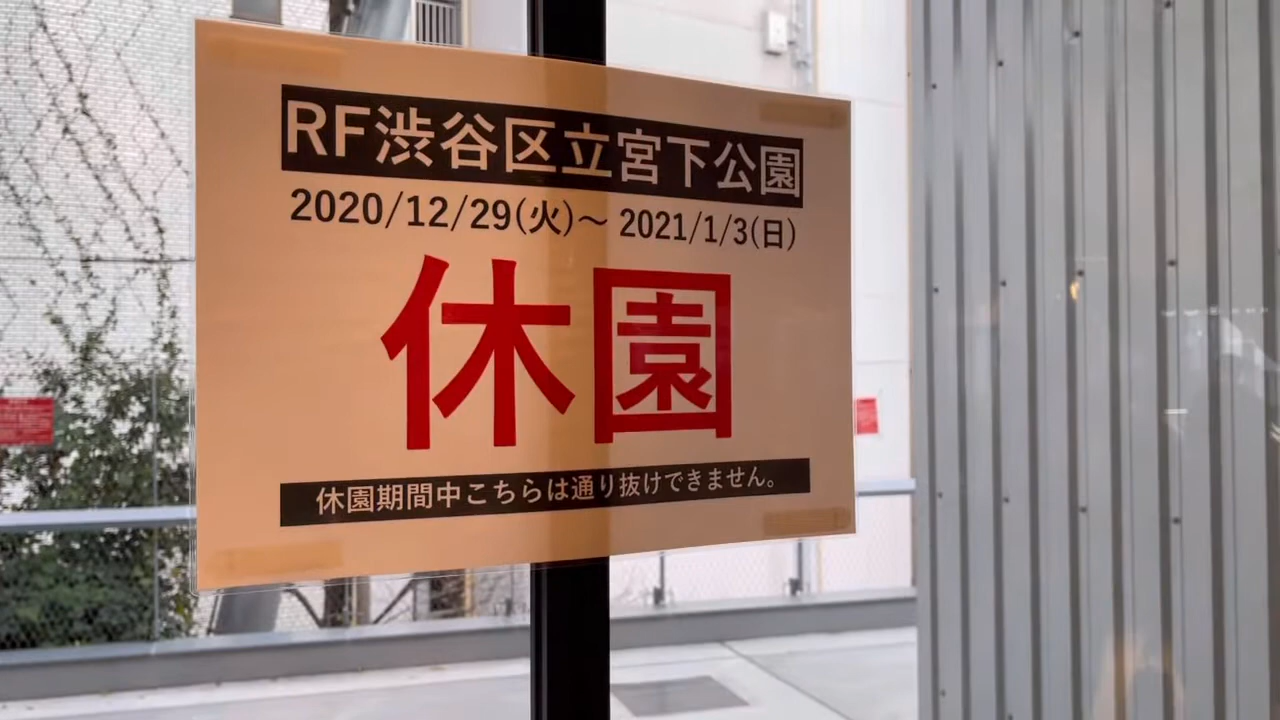 RF渋谷区立宮下公園
2020/12/29(火)～ 2021/1/3(日)
休園
休園期間中こちらは通り抜けできません。